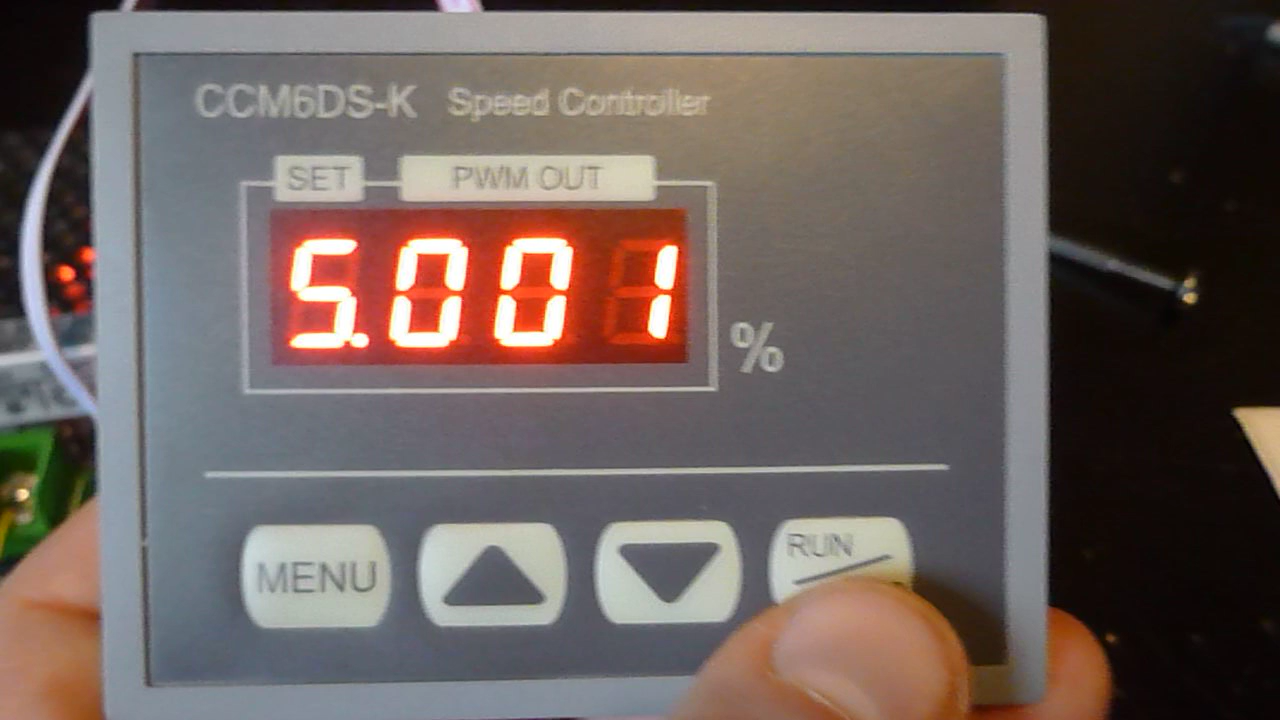 CCM6DS-K Speed Controller
SET PWM OUT
5.001
%
MENU
RUN